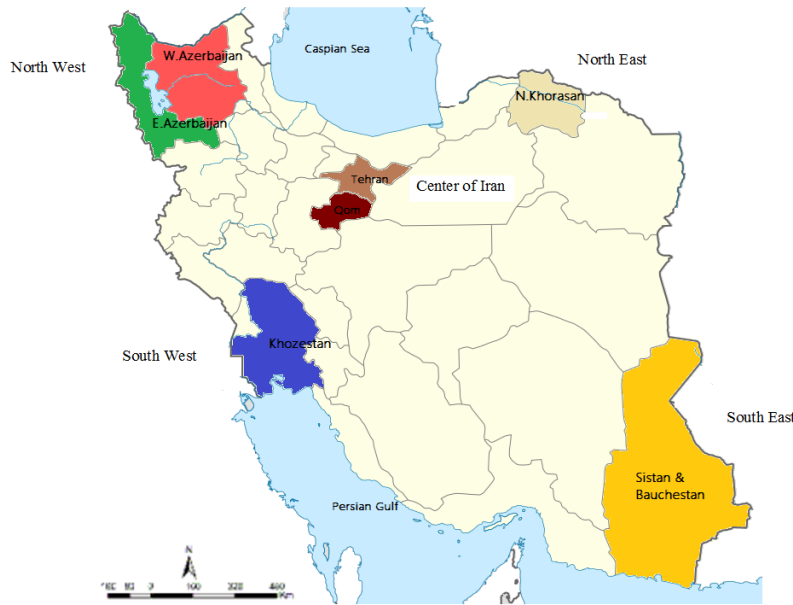 Caspian Sea
North East
W.Azerbaijan
North West
N.Khorasan
E.Azerbaijan
Tehran
Center of Iran
Qom
Khozestan
South West
South East
Sistan &
Bauchestan
Persian Gulf
N
0
Km